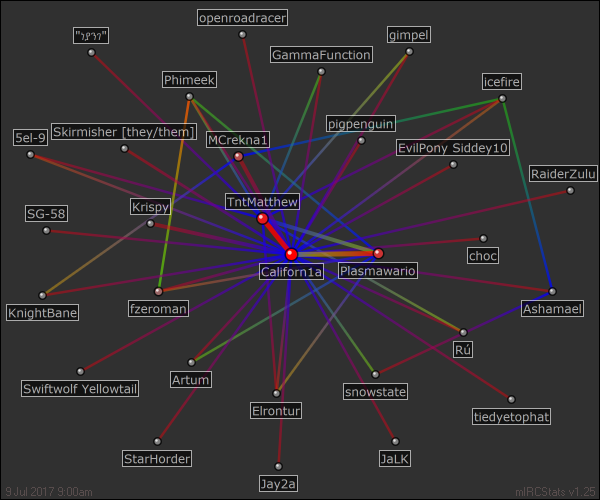 openroadracer
gimpel
GammaFunction
Phimeek
icefire
Skirmisher [they/them]
5el-9
MCrekna1
pigpenguin
EvilPony Siddey10
RaiderZulu
TntMatthew
Krispy
SG-58
choc
Californ1a
Plasmawario
KnightBane
fzeroman
Ashamael
Rú
Swiftwolf Yellowtail
Artum
Elrontur
snowstate
tiedyetophat
StarHorder
JaLK
Jay2a
9 Jul 2017 9:00am
mIRCStats v1.25